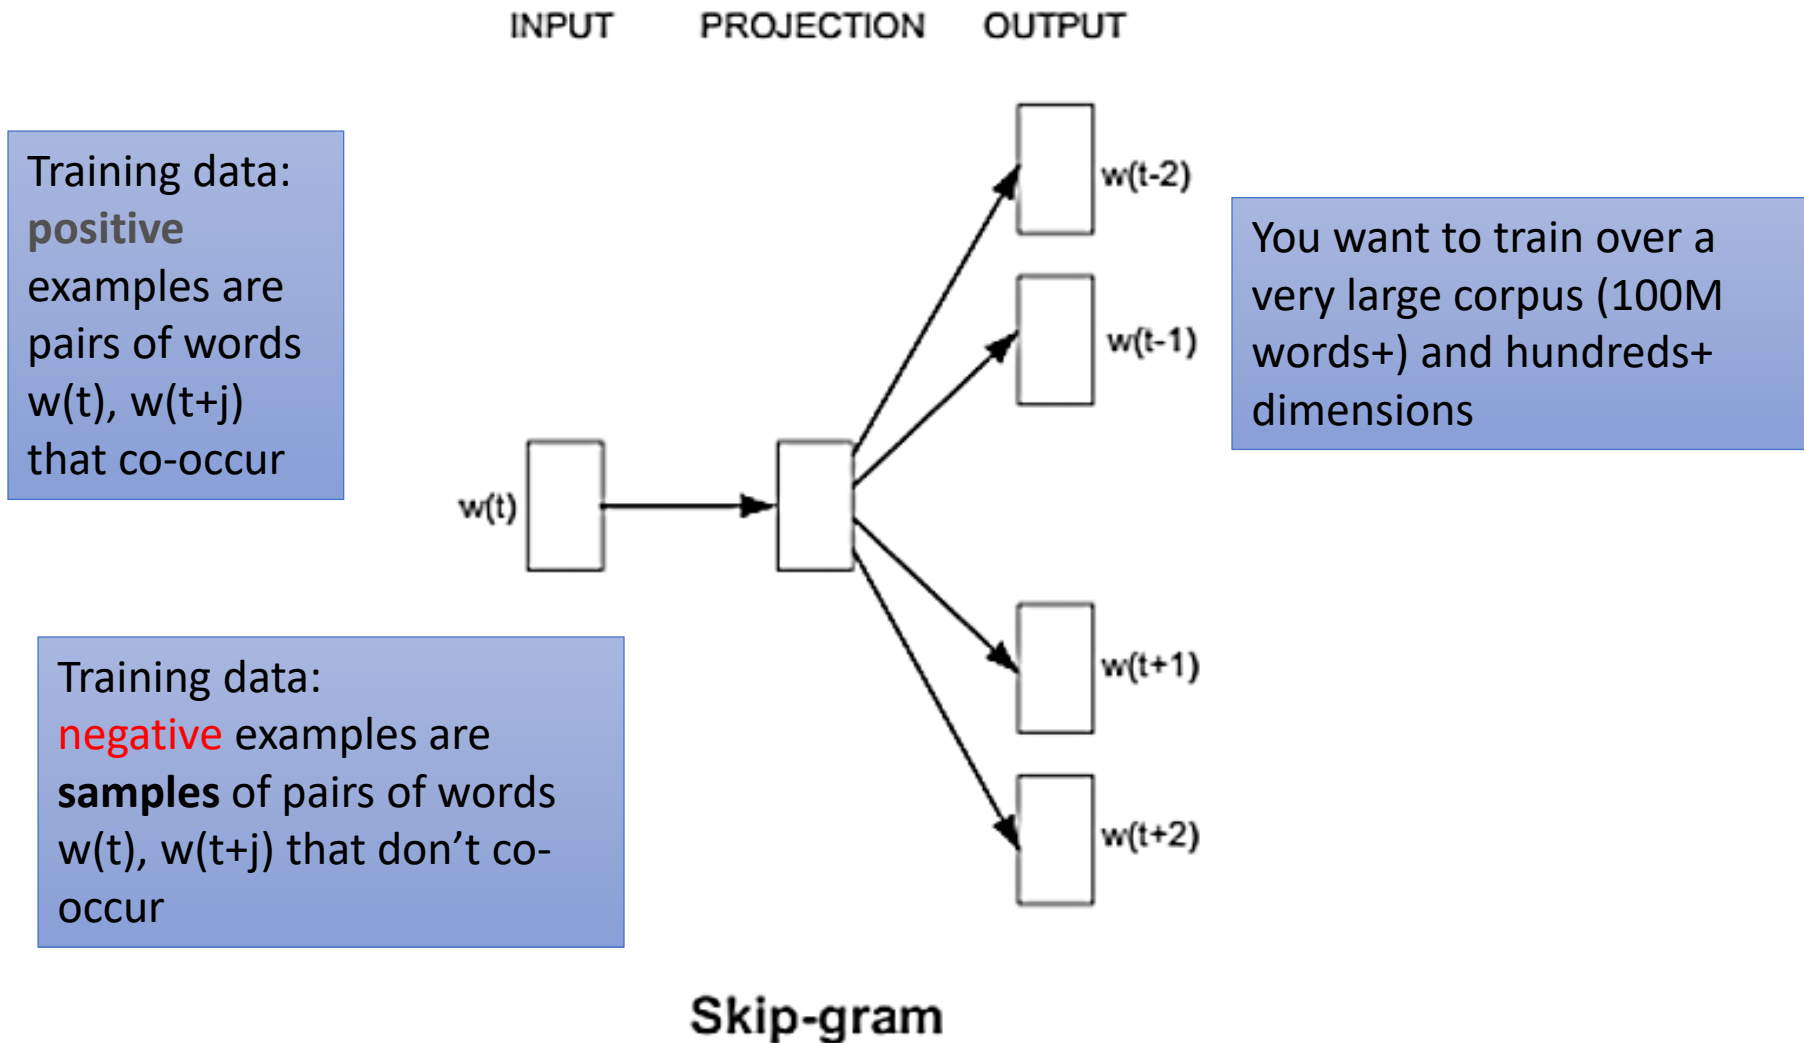 INPUT PROJECTION OUTPUT
Training data:
positive
examples are
pairs of words
w(t), w(t+j)
that co-occur
w(t-2)
You want to train over a
very large corpus (100M
words+) and hundreds+
dimensions
w(t-1)
w(t)
Training data:
negative examples are
samples of pairs of words
w(t), w(t+j) that don’t co-
occur
w(t+1)
w(t+2)
Skip-gram